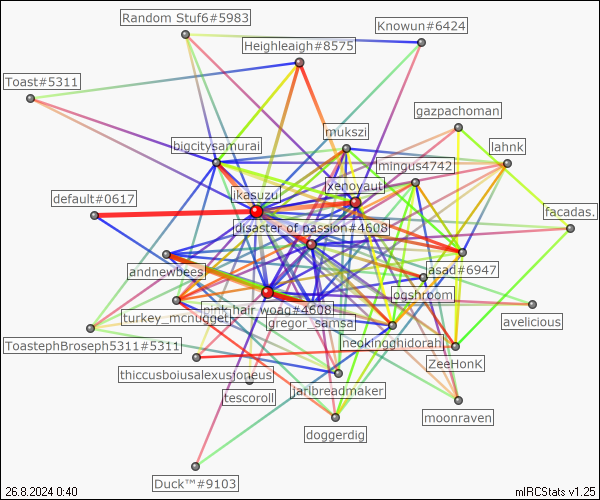 Random Stuf6#5983
Knowun#6424
Heighleaigh#8575
Toast#5311
gazpachoman
mukszi
bigcitysamurai
lahnk
mingus4742
xenoyaut
ikasuzu
default#0617
facadas.
disaster of passion#4608
andnewbees
asad#6947
ogshroom
pink hair woag#4608
avelicious
turkey_mcnugget
gregor_samsa
neokingghidorah
ToastephBroseph5311#5311
ZeeHonK
thiccusboiusalexusjoneus
jarlbreadmaker
tescoroll
moonraven
doggerdig
Duck™#9103
26.8.2024 0:40
mIRCStats v1.25